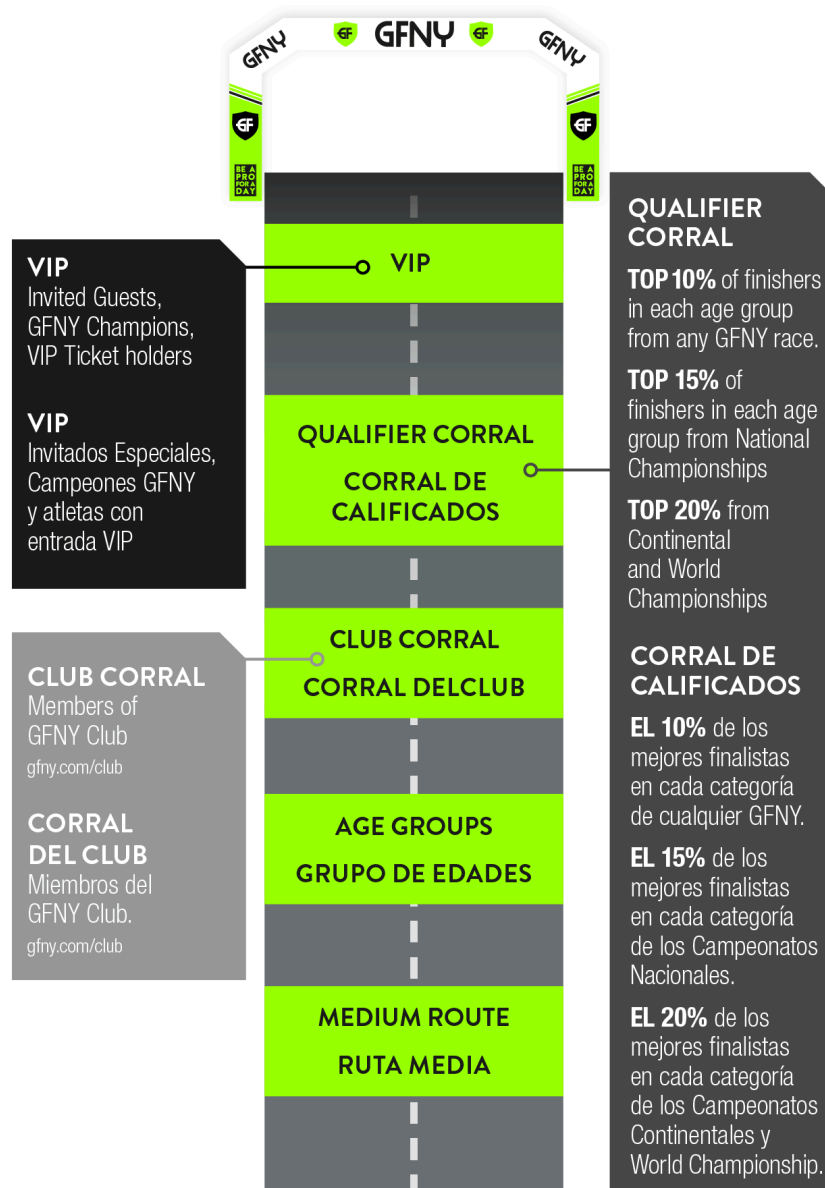 GFNY
GF
GFNY
GF
GFNY
GF
GF
BE A
PRO
FOR A
DAY
BE A
PRO
FOR A
DAY
VIP
Invited Guests,
GFNY Champions,
VIP Ticket holders
VIP
Invitados Especiales,
Campeones GFNY
y atletas con
entrada VIP
CLUB CORRAL
Members of
GFNY Club
gfny.com/club
CORRAL
DEL CLUB
Miembros del
GFNY Club.
gfny.com/club
VIP
QUALIFIER CORRAL
CORRAL DE
CALIFICADOS
CLUB CORRAL
CORRAL DELCLUB
AGE GROUPS
GRUPO DE EDADES
MEDIUM ROUTE
RUTA MEDIA
QUALIFIER
CORRAL
TOP 10% of finishers
in each age group
from any GFNY race.
TOP 15% of
finishers in each age
group from National
Championships
TOP 20% from
Continental
and World
Championships
CORRAL DE
CALIFICADOS
EL 10% de los
mejores finalistas
en cada categoría
de cualquier GFNY.
EL 15% de los
mejores finalistas
en cada categoría
de los Campeonatos
Nacionales.
EL 20% de los
mejores finalistas
en cada categoría
de los Campeonatos
Continentales y
World Championship.